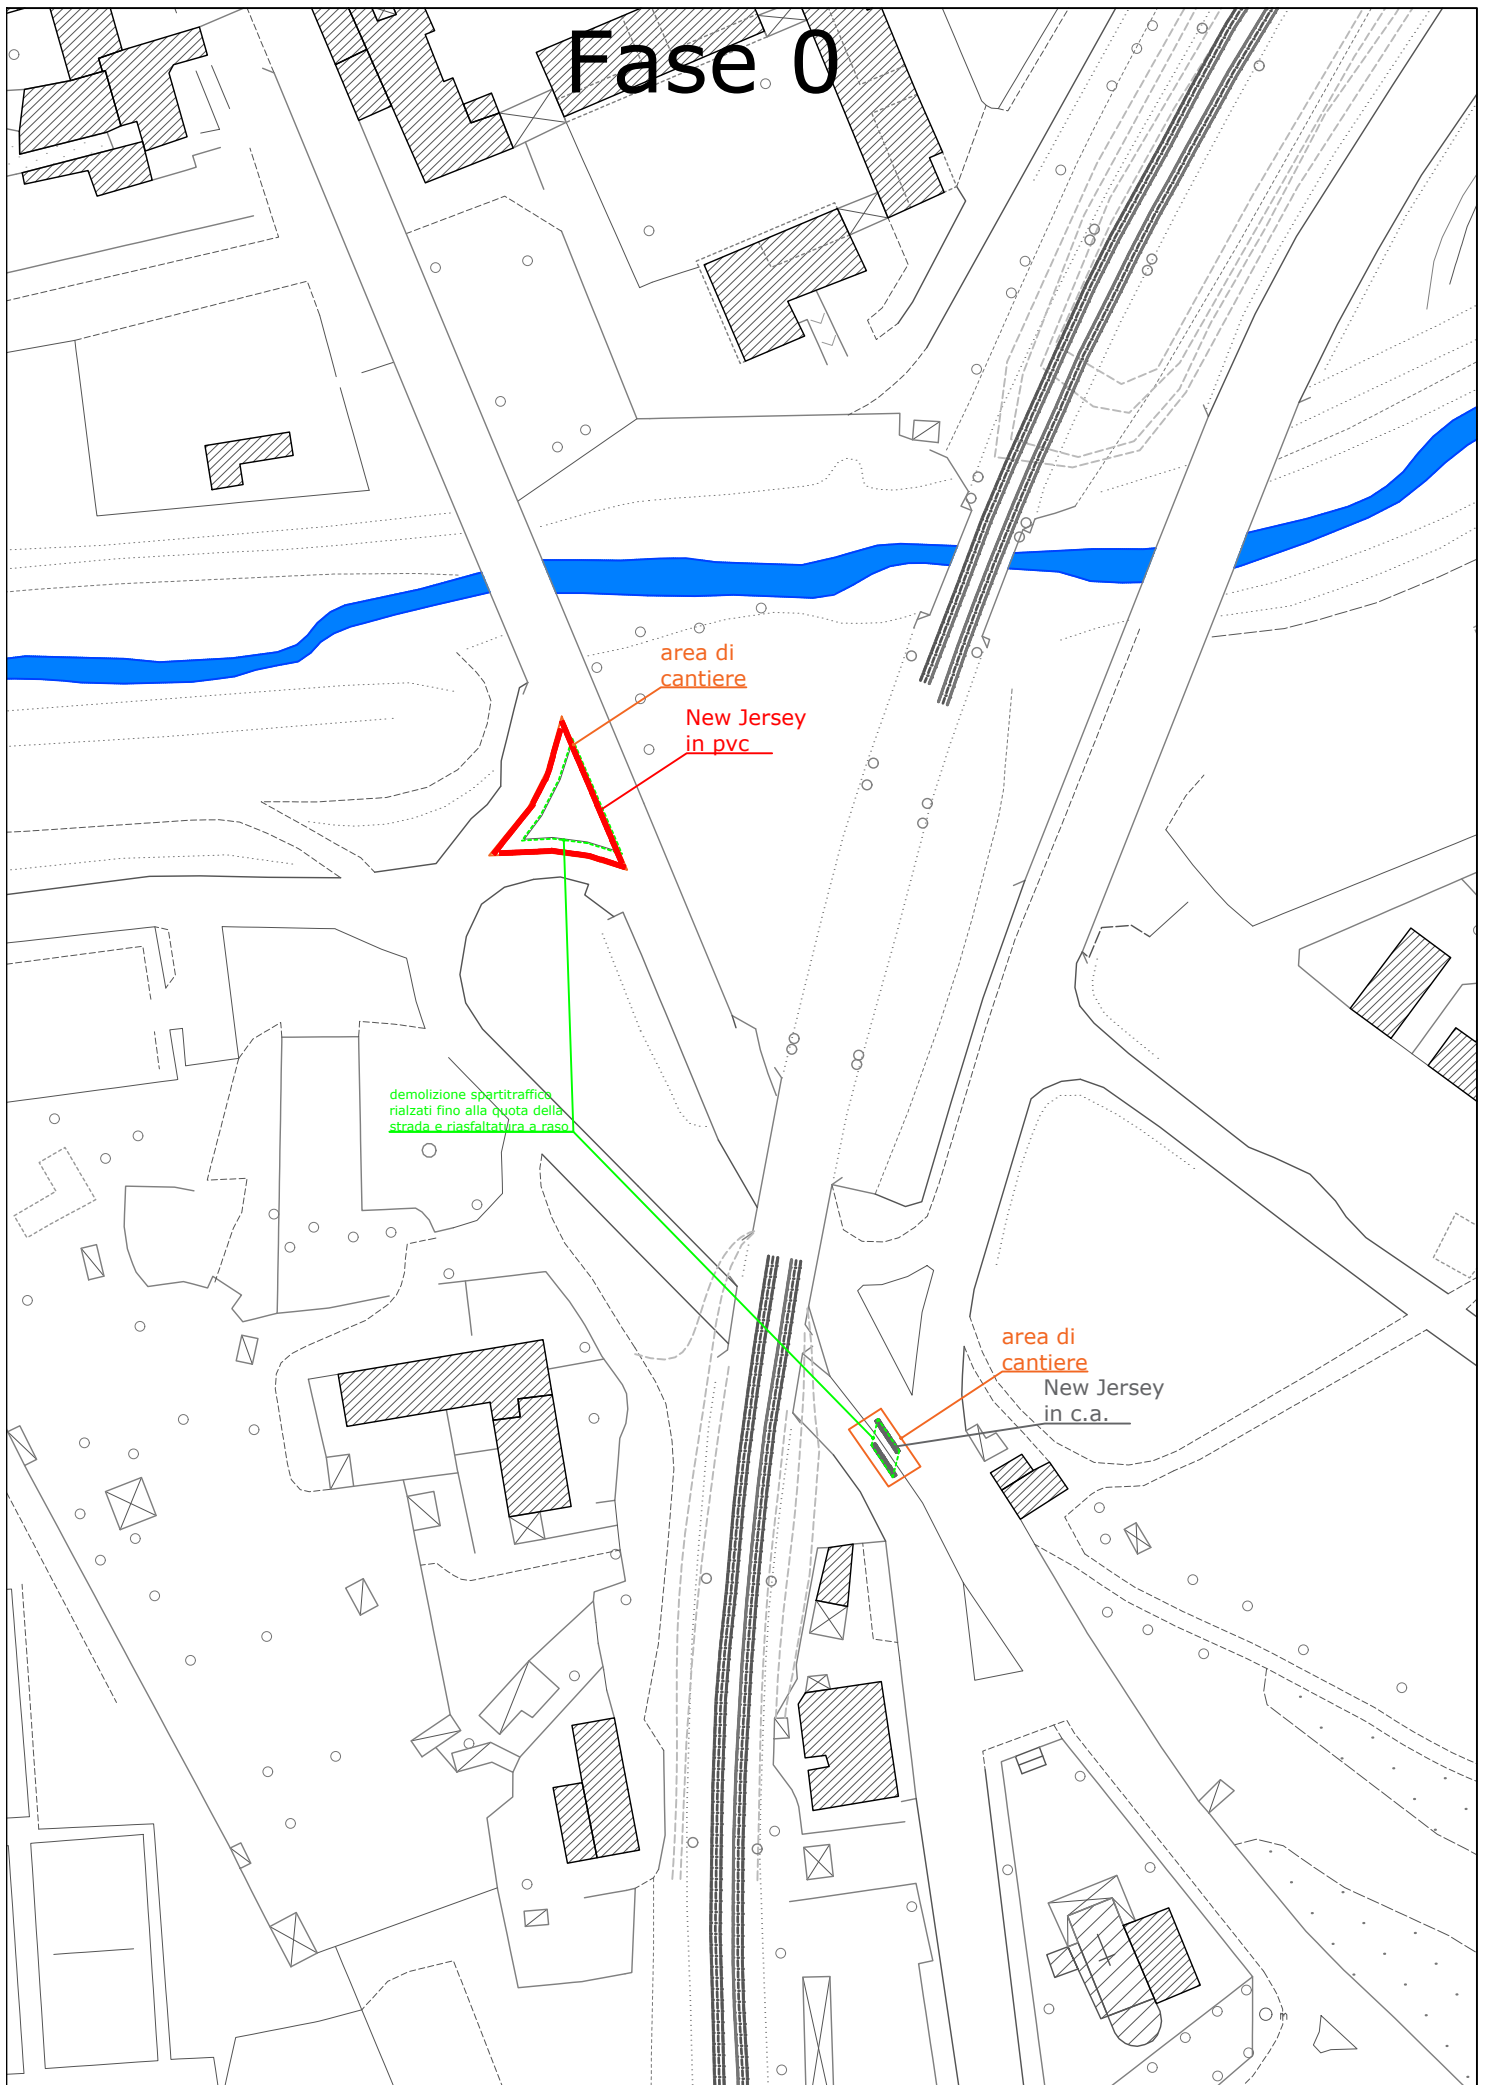 Fase 0
area di
cantiere
New Jersey
in pvc
demolizione spartitraffico
rialzati fino alla quota della
strada e riasfaltatura a raso
area di
cantiere
New Jersey
in c.a.
m